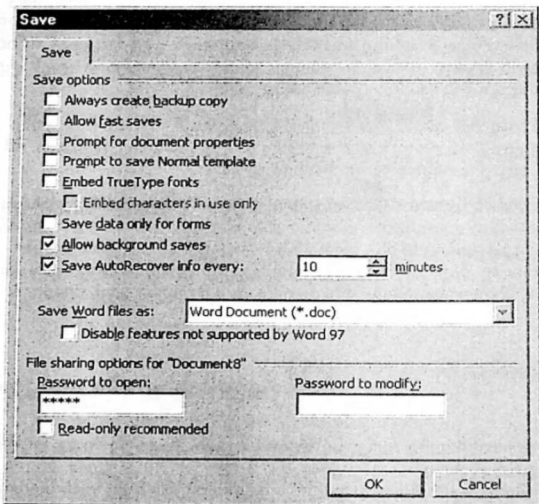 Save
Save
Save options
Always create backup copy
Allow fast saves
Prompt for document properties
Prompt to save Normal template
Embed TrueType fonts
Embed characters in use only
Save data only for forms
Allow background saves
Save AutoRecover info every: 10 minutes
Save Word files as: Word Document (*.doc)
Disable features not supported by Word 97
File sharing options for "Document8"
Password to open: Password to modify:
*****
Read-only recommended
OK Cancel